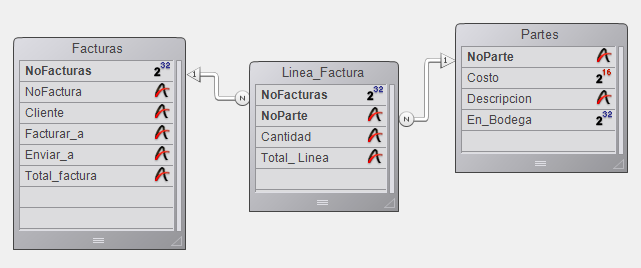 Facturas
NoFacturas 2 32
NoFactura A
Cliente A
Facturar_a A
Enviar_a A
Total_factura A
1
N
Linea_Factura
NoFacturas 2 32
NoParte A
Cantidad A
Total_ Linea A
N
1
Partes
NoParte A
Costo 2 16
Descripcion A
En_Bodega 2 32